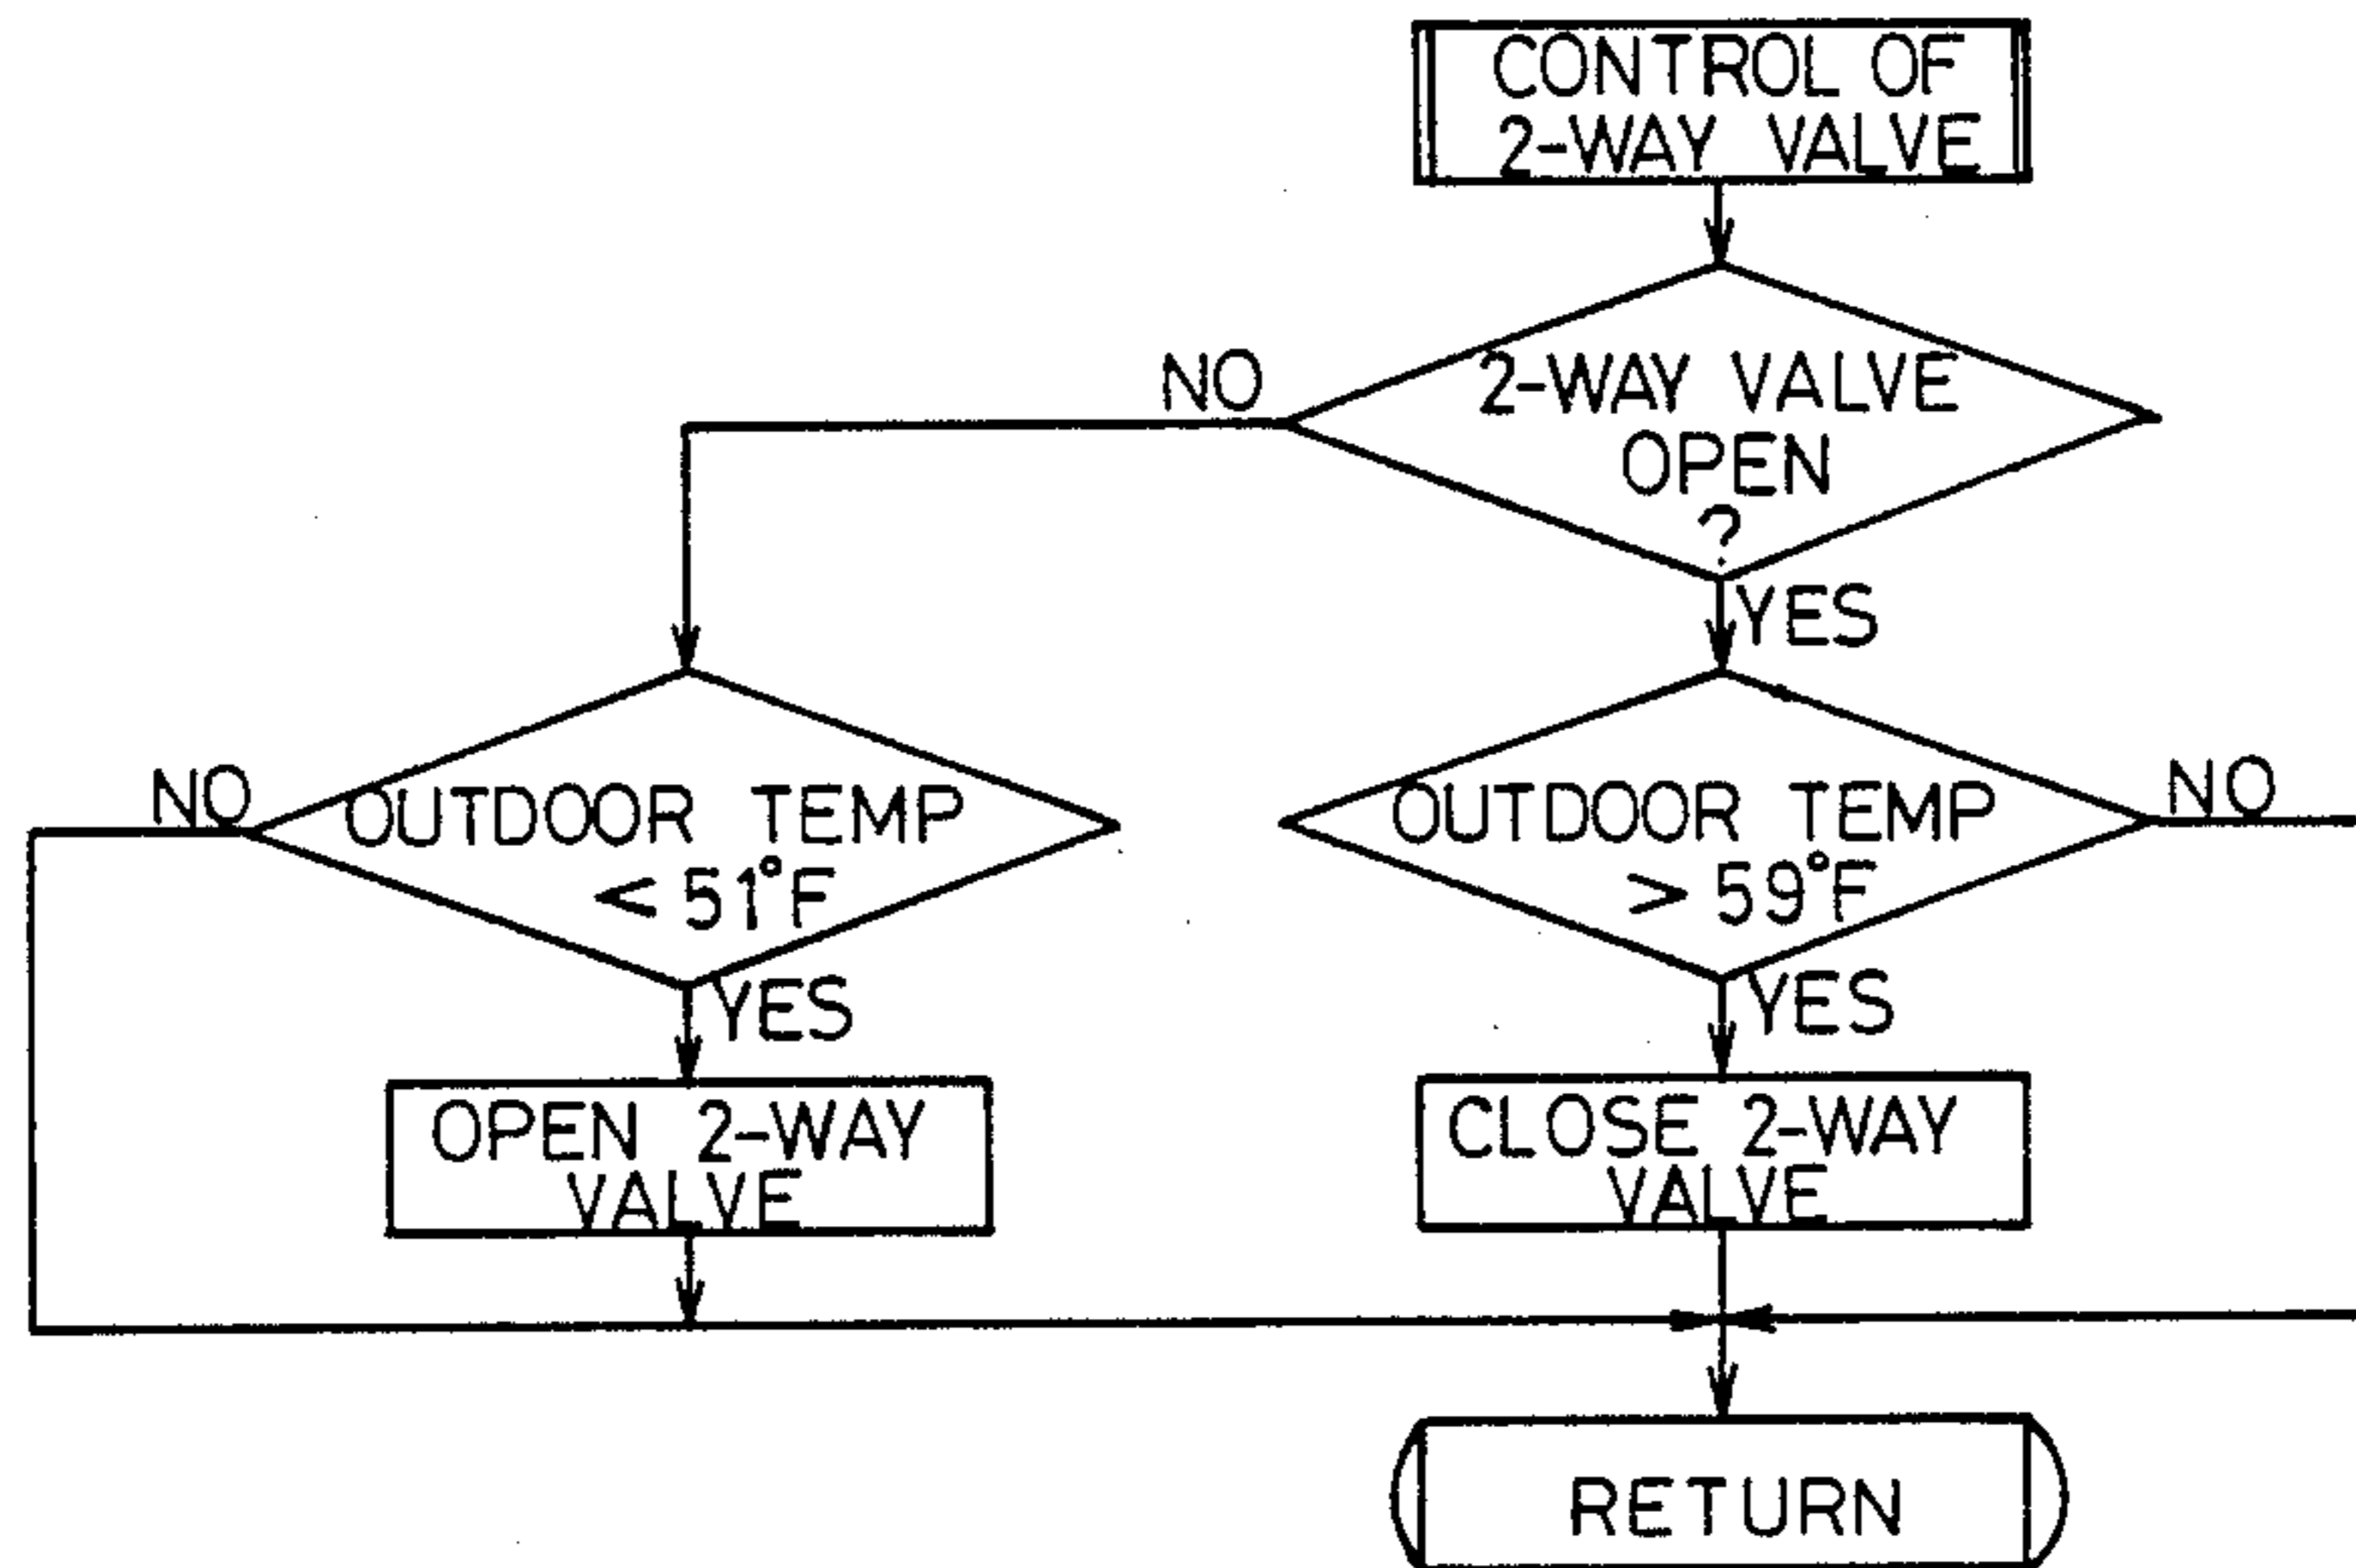 CONTROL OF
2-WAY VALVE
2-WAY VALVE
OPEN
?
NO
YES
OUTDOOR TEMP
< 51°F
NO
YES
OUTDOOR TEMP
> 59°F
NO
YES
OPEN 2-WAY
VALVE
CLOSE 2-WAY
VALVE
RETURN